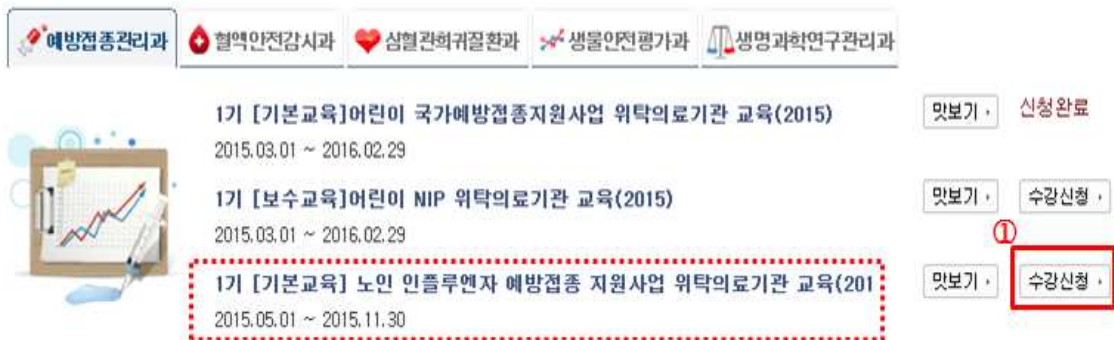 예방접종관리과 혈액안전감시과 심혈관희귀질환과 생물안전평가과 생명과학연구관리과
1기 [기본교육]어린이 국가예방접종지원사업 위탁의료기관 교육(2015) 맛보기 신청완료
2015.03.01 ~ 2016.02.29
1기 [보수교육]어린이 NIP 위탁의료기관 교육(2015) 맛보기 수강신청
2015.03.01 ~ 2016.02.29
①
1기 [기본교육] 노인 인플루엔자 예방접종 지원사업 위탁의료기관 교육(201 맛보기 수강신청
2015.05.01 ~ 2015.11.30